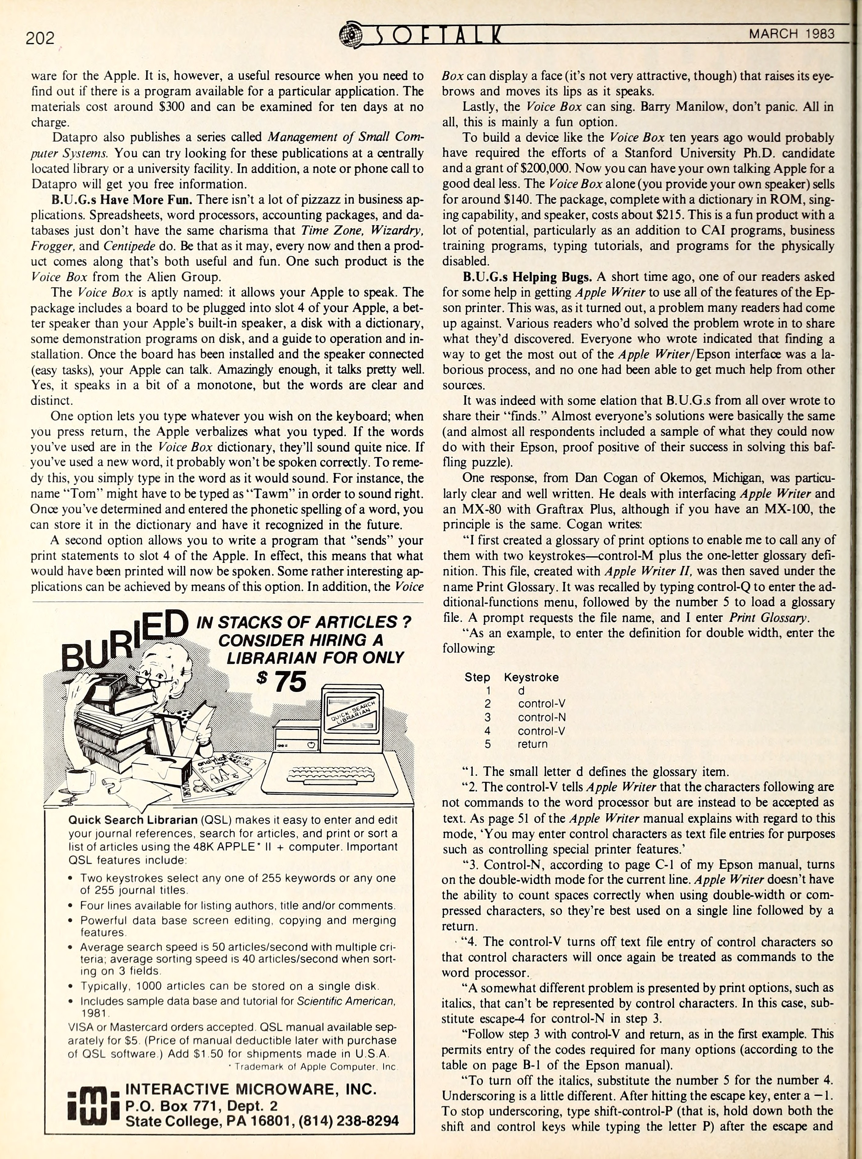 202
SOFTALK
MARCH 1983
ware for the Apple. It is, however, a useful resource when you need to
find out if there is a program available for a particular application. The
materials cost around $300 and can be examined for ten days at no
charge.
Datapro also publishes a series called Management of Small Com-
puter Systems. You can try looking for these publications at a centrally
located library or a university facility. In addition, a note or phone call to
Datapro will get you free information.
B.U.G.s Have More Fun. There isn't a lot of pizzazz in business ap-
plications. Spreadsheets, word processors, accounting packages, and da-
tabases just don't have the same charisma that Time Zone, Wizardry,
Frogger, and Centipede do. Be that as it may, every now and then a prod-
uct comes along that's both useful and fun. One such product is the
Voice Box from the Alien Group.
The Voice Box is aptly named: it allows your Apple to speak. The
package includes a board to be plugged into slot 4 of your Apple, a bet-
ter speaker than your Apple's built-in speaker, a disk with a dictionary,
some demonstration programs on disk, and a guide to operation and in-
stallation. Once the board has been installed and the speaker connected
(easy tasks), your Apple can talk. Amazingly enough, it talks pretty well.
Yes, it speaks in a bit of a monotone, but the words are clear and
distinct.
One option lets you type whatever you wish on the keyboard; when
you press return, the Apple verbalizes what you typed. If the words
you've used are in the Voice Box dictionary, they'll sound quite nice. If
you've used a new word, it probably won't be spoken correctly. To reme-
dy this, you simply type in the word as it would sound. For instance, the
name "Tom" might have to be typed as "Tawm" in order to sound right.
Once you've determined and entered the phonetic spelling of a word, you
can store it in the dictionary and have it recognized in the future.
A second option allows you to write a program that "sends" your
print statements to slot 4 of the Apple. In effect, this means that what
would have been printed will now be spoken. Some rather interesting ap-
plications can be achieved by means of this option. In addition, the Voice
BURIED IN STACKS OF ARTICLES ?
CONSIDER HIRING A
LIBRARIAN FOR ONLY
$75
QUICK SEARCH
LIBRARIAN
Quick Search Librarian (QSL) makes it easy to enter and edit
your journal references, search for articles, and print or sort a
list of articles using the 48K APPLE* II + computer. Important
QSL features include:
• Two keystrokes select any one of 255 keywords or any one
of 255 journal titles.
• Four lines available for listing authors, title and/or comments.
• Powerful data base screen editing, copying and merging
features.
• Average search speed is 50 articles/second with multiple cri-
teria; average sorting speed is 40 articles/second when sort-
ing on 3 fields.
• Typically, 1000 articles can be stored on a single disk.
• Includes sample data base and tutorial for Scientific American,
1981.
VISA or Mastercard orders accepted. QSL manual available sep-
arately for $5. (Price of manual deductible later with purchase
of QSL software.) Add $1.50 for shipments made in U.S.A.
* Trademark of Apple Computer, Inc.
INTERACTIVE MICROWARE, INC.
P.O. Box 771, Dept. 2
State College, PA 16801, (814) 238-8294
Box can display a face (it's not very attractive, though) that raises its eye-
brows and moves its lips as it speaks.
Lastly, the Voice Box can sing. Barry Manilow, don't panic. All in
all, this is mainly a fun option.
To build a device like the Voice Box ten years ago would probably
have required the efforts of a Stanford University Ph.D. candidate
and a grant of $200,000. Now you can have your own talking Apple for a
good deal less. The Voice Box alone (you provide your own speaker) sells
for around $140. The package, complete with a dictionary in ROM, sing-
ing capability, and speaker, costs about $215. This is a fun product with a
lot of potential, particularly as an addition to CAI programs, business
training programs, typing tutorials, and programs for the physically
disabled.
B.U.G.s Helping Bugs. A short time ago, one of our readers asked
for some help in getting Apple Writer to use all of the features of the Ep-
son printer. This was, as it turned out, a problem many readers had come
up against. Various readers who'd solved the problem wrote in to share
what they'd discovered. Everyone who wrote indicated that finding a
way to get the most out of the Apple Writer/Epson interface was a la-
borious process, and no one had been able to get much help from other
sources.
It was indeed with some elation that B.U.G.s from all over wrote to
share their "finds." Almost everyone's solutions were basically the same
(and almost all respondents included a sample of what they could now
do with their Epson, proof positive of their success in solving this baf-
fling puzzle).
One response, from Dan Cogan of Okemos, Michigan, was particu-
larly clear and well written. He deals with interfacing Apple Writer and
an MX-80 with Graftrax Plus, although if you have an MX-100, the
principle is the same. Cogan writes:
"I first created a glossary of print options to enable me to call any of
them with two keystrokes—control-M plus the one-letter glossary defi-
nition. This file, created with Apple Writer II, was then saved under the
name Print Glossary. It was recalled by typing control-Q to enter the ad-
ditional-functions menu, followed by the number 5 to load a glossary
file. A prompt requests the file name, and I enter Print Glossary.
"As an example, to enter the definition for double width, enter the
following:
Step Keystroke
1 d
2 control-V
3 control-N
4 control-V
5 return
"1. The small letter d defines the glossary item.
"2. The control-V tells Apple Writer that the characters following are
not commands to the word processor but are instead to be accepted as
text. As page 51 of the Apple Writer manual explains with regard to this
mode, 'You may enter control characters as text file entries for purposes
such as controlling special printer features.'
"3. Control-N, according to page C-1 of my Epson manual, turns
on the double-width mode for the current line. Apple Writer doesn't have
the ability to count spaces correctly when using double-width or com-
pressed characters, so they're best used on a single line followed by a
return.
"4. The control-V turns off text file entry of control characters so
that control characters will once again be treated as commands to the
word processor.
"A somewhat different problem is presented by print options, such as
italics, that can't be represented by control characters. In this case, sub-
stitute escape-4 for control-N in step 3.
"Follow step 3 with control-V and return, as in the first example. This
permits entry of the codes required for many options (according to the
table on page B-1 of the Epson manual).
"To turn off the italics, substitute the number 5 for the number 4.
Underscoring is a little different. After hitting the escape key, enter a −1.
To stop underscoring, type shift-control-P (that is, hold down both the
shift and control keys while typing the letter P) after the escape and